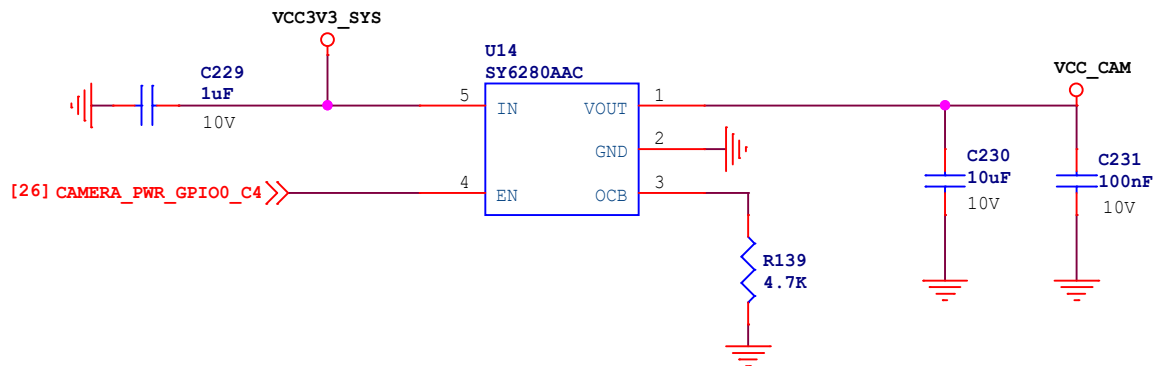 VCC3V3_SYS
U14
SY6280AAC
C229
1uF
10V
VCC_CAM
5
IN
VOUT
1
GND
2
[26] CAMERA_PWR_GPIO0_C4
4
EN
OCB
3
C230
10uF
10V
C231
100nF
10V
R139
4.7K